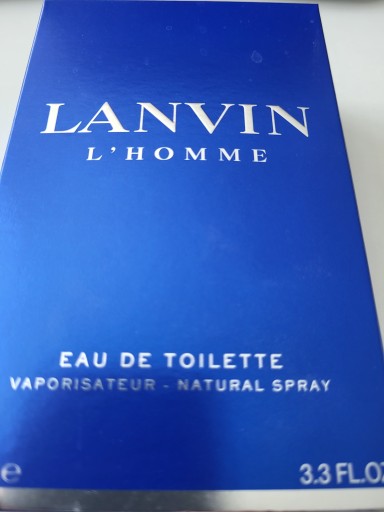 LANVIN
L'HOMME
EAU DE TOILETTE
VAPORISATEUR - NATURAL SPRAY
e 3.3 FL.OZ